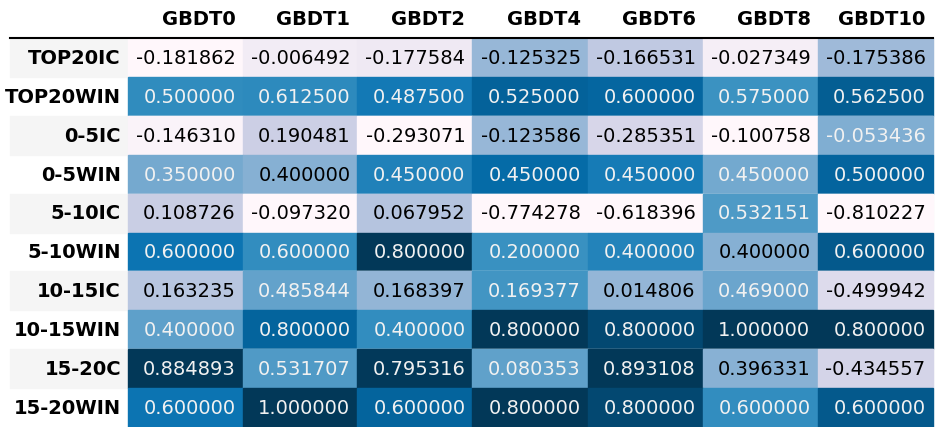 GBDT0 GBDT1 GBDT2 GBDT4 GBDT6 GBDT8 GBDT10
TOP20IC -0.181862 -0.006492 -0.177584 -0.125325 -0.166531 -0.027349 -0.175386
TOP20WIN 0.500000 0.612500 0.487500 0.525000 0.600000 0.575000 0.562500
0-5IC -0.146310 0.190481 -0.293071 -0.123586 -0.285351 -0.100758 -0.053436
0-5WIN 0.350000 0.400000 0.450000 0.450000 0.450000 0.450000 0.500000
5-10IC 0.108726 -0.097320 0.067952 -0.774278 -0.618396 0.532151 -0.810227
5-10WIN 0.600000 0.600000 0.800000 0.200000 0.400000 0.400000 0.600000
10-15IC 0.163235 0.485844 0.168397 0.169377 0.014806 0.469000 -0.499942
10-15WIN 0.400000 0.800000 0.400000 0.800000 0.800000 1.000000 0.800000
15-20C 0.884893 0.531707 0.795316 0.080353 0.893108 0.396331 -0.434557
15-20WIN 0.600000 1.000000 0.600000 0.800000 0.800000 0.600000 0.600000